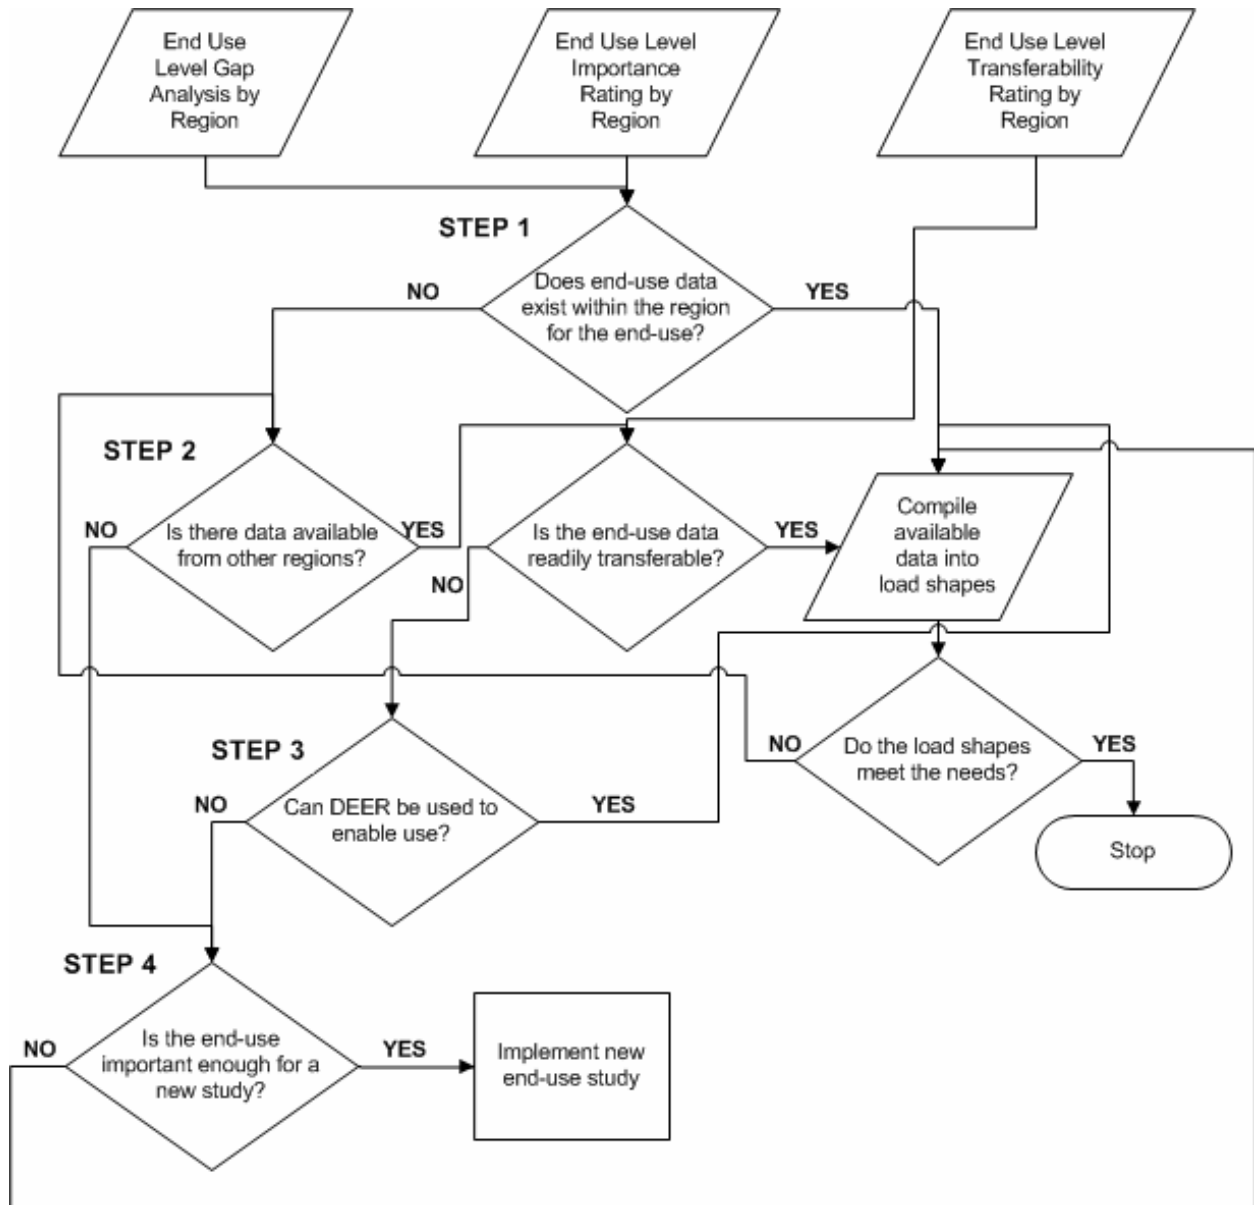 End Use
Level Gap
Analysis by
Region
End Use Level
Importance
Rating by
Region
End Use Level
Transferability
Rating by
Region
STEP 1
Does end-use data
exist within the region
for the end-use?
NO
YES
STEP 2
Is there data available
from other regions?
NO
YES
Is the end-use data
readily transferable?
NO
YES
Compile
available
data into
load shapes
STEP 3
Can DEER be used to
enable use?
NO
YES
Do the load shapes
meet the needs?
NO
YES
Stop
STEP 4
Is the end-use
important enough for a
new study?
NO
YES
Implement new
end-use study